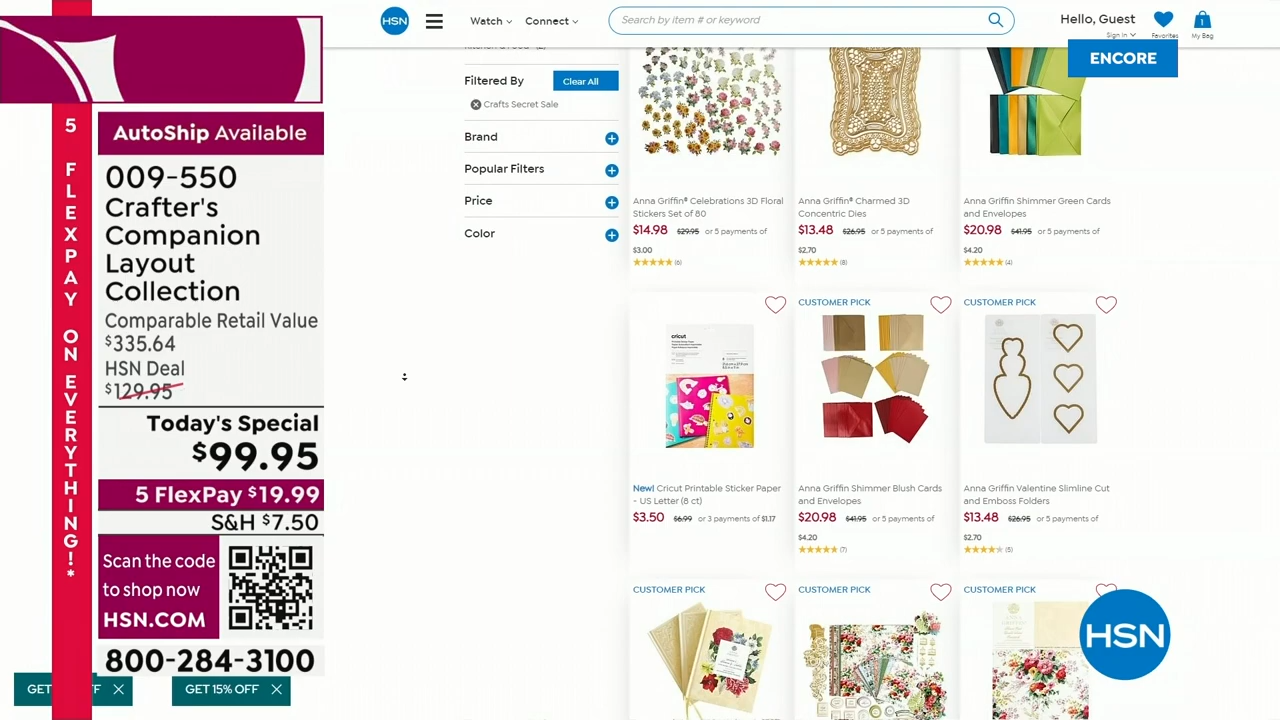 HSN
Watch
Connect
Search by item # or keyword
Hello, Guest
Sign In
Favorites
1
My Bag
ENCORE
5 FLEXPAY ON EVERYTHING!*
AutoShip Available
009-550
Crafter's
Companion
Layout
Collection
Comparable Retail Value
$335.64
HSN Deal
$129.95
Today's Special
$99.95
5 FlexPay $19.99
S&H $7.50
Scan the code
to shop now
HSN.COM
800-284-3100
GET
FF
GET 15% OFF
Filtered By
Clear All
Crafts Secret Sale
Brand
Popular Filters
Price
Color
Anna Griffin® Celebrations 3D Floral
Stickers Set of 80
$14.98 $29.95 or 5 payments of
$3.00
(6)
Anna Griffin® Charmed 3D
Concentric Dies
$13.48 $26.95 or 5 payments of
$2.70
(8)
Anna Griffin Shimmer Green Cards
and Envelopes
$20.98 $41.95 or 5 payments of
$4.20
(4)
cricut
New! Cricut Printable Sticker Paper
- US Letter (8 ct)
$3.50 $6.99 or 3 payments of $1.17
CUSTOMER PICK
Anna Griffin Shimmer Blush Cards
and Envelopes
$20.98 $41.95 or 5 payments of
$4.20
(7)
CUSTOMER PICK
Anna Griffin Valentine Slimline Cut
and Emboss Folders
$13.48 $26.95 or 5 payments of
$2.70
(5)
CUSTOMER PICK
CUSTOMER PICK
CUSTOMER PICK
HSN